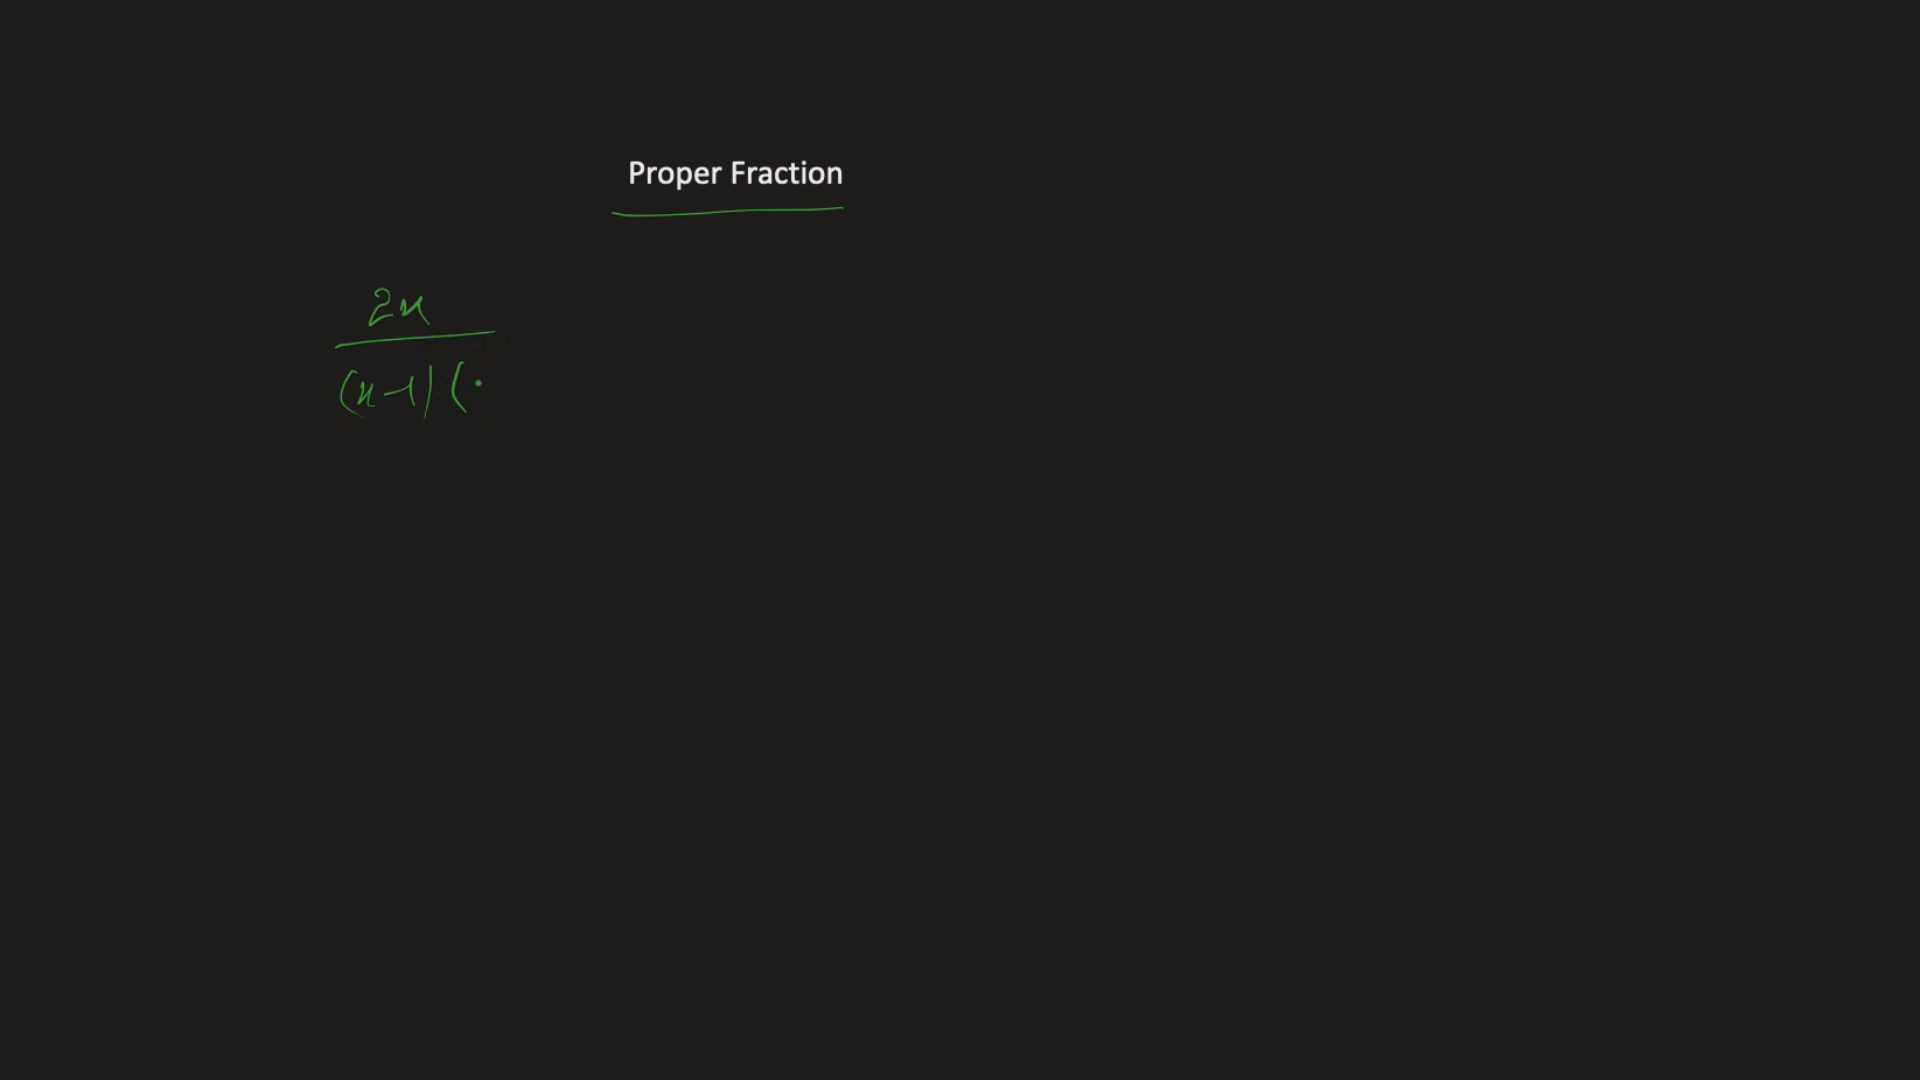 Proper Fraction
2x
(x-1) (